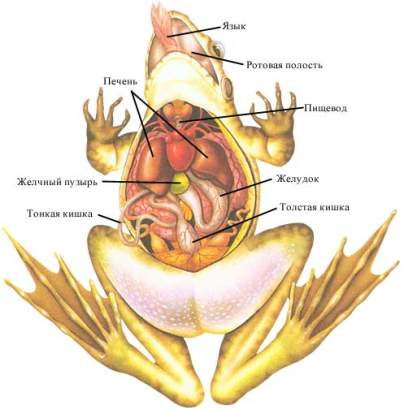 Язык
Ротовая полость
Печень
Пищевод
Желчный пузырь
Желудок
Тонкая кишка
Толстая кишка